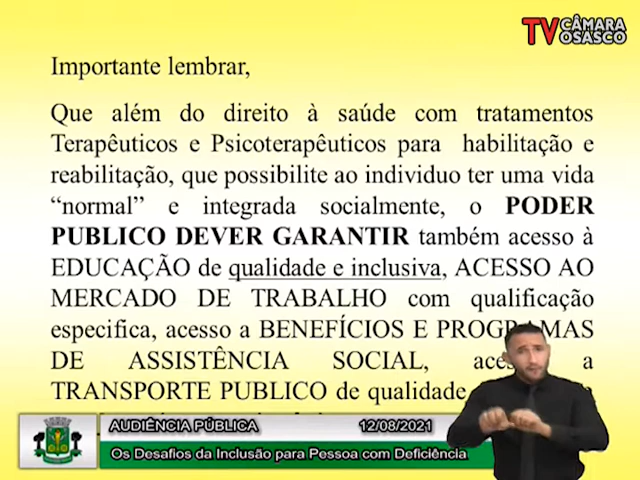 TV CÂMARA
OSASCO
Importante lembrar,
Que além do direito à saúde com tratamentos
Terapêuticos e Psicoterapêuticos para habilitação e
reabilitação, que possibilite ao individuo ter uma vida
“normal” e integrada socialmente, o PODER
PUBLICO DEVER GARANTIR também acesso à
EDUCAÇÃO de qualidade e inclusiva, ACESSO AO
MERCADO DE TRABALHO com qualificação
especifica, acesso a BENEFÍCIOS E PROGRAMAS
DE ASSISTÊNCIA SOCIAL, a
TRANSPORTE PUBLICO de qualidade
AUDIÊNCIA PÚBLICA 12/08/2021
Os Desafios da Inclusão para Pessoa com Deficiência